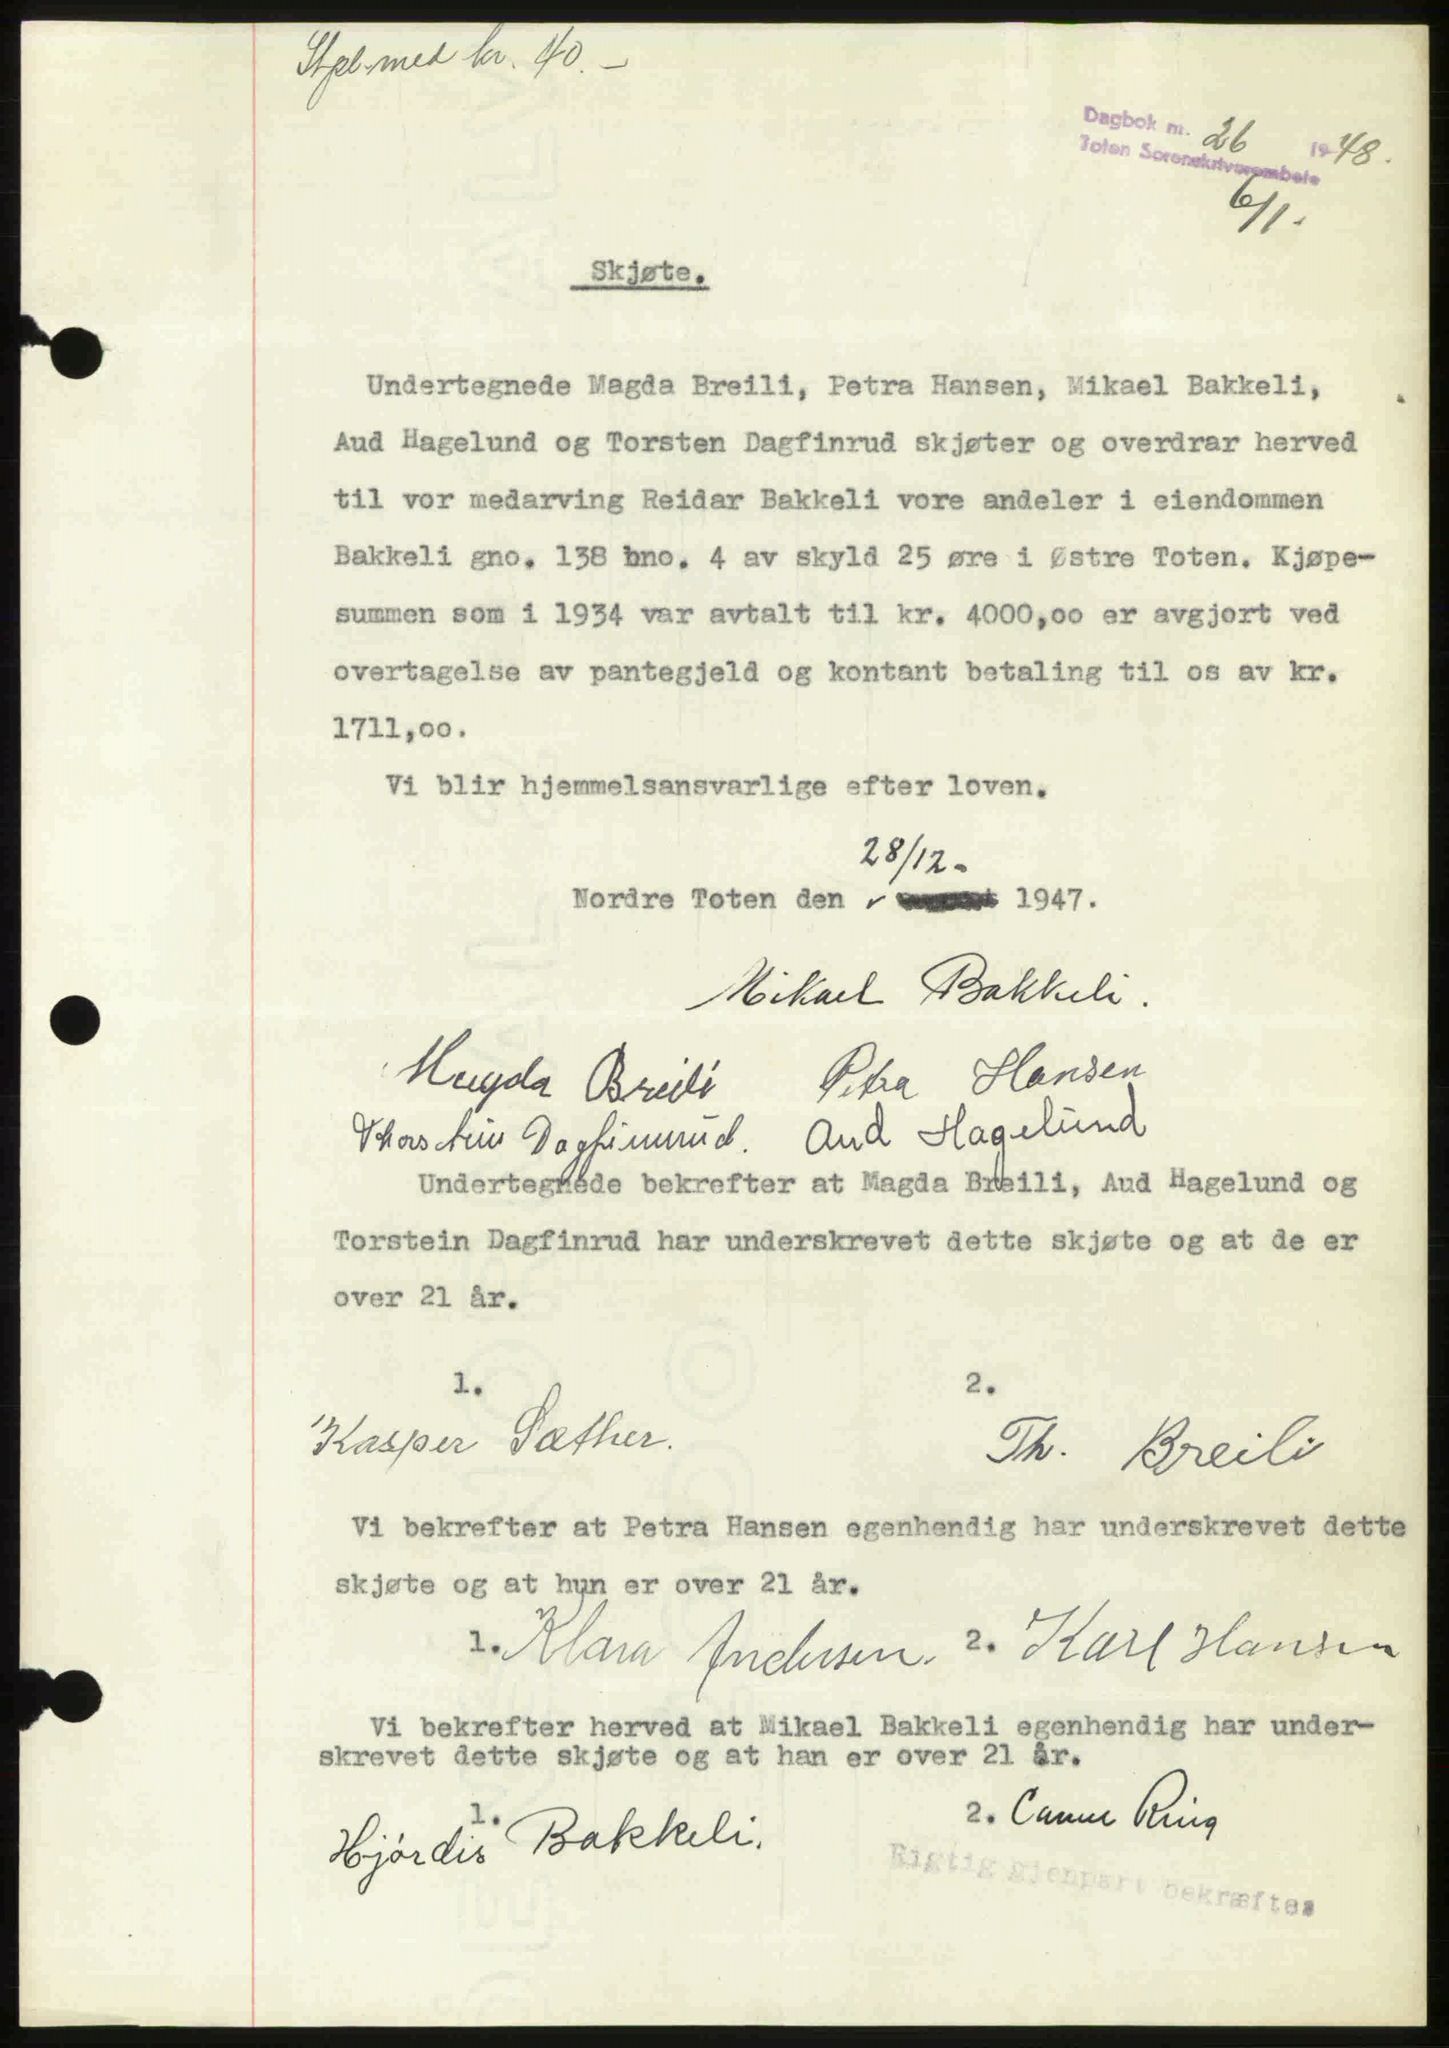 Stpl. med kr. 40.–
Dagbok nr. 26 1948.
Toten Sorenskrivarembete
6/1.
Skjøte.
Undertegnede Magda Breili, Petra Hansen, Mikael Bakkeli,
Aud Hagelund og Torsten Dagfinrud skjøter og overdrar herved
til vor medarving Reidar Bakkeli vore andeler i eiendommen
Bakkeli gno. 138 bno. 4 av skyld 25 øre i Østre Toten. Kjøpe-
summen som i 1934 var avtalt til kr. 4000,oo er avgjort ved
overtagelse av pantegjeld og kontant betaling til os av kr.
1711,oo.
Vi blir hjemmelsansvarlige efter loven.
28/12-
Nordre Toten den 1947.
Mikael Bakkeli.
Magda Breili Petra Hansen
Thorstein Dagfinrud. Aud Hagelund
Undertegnede bekrefter at Magda Breili, Aud Hagelund og
Torstein Dagfinrud har underskrevet dette skjøte og at de er
over 21 år.
1. 2.
Kasper Sæther. Th. Breili
Vi bekrefter at Petra Hansen egenhendig har underskrevet dette
skjøte og at hun er over 21 år.
1. Klara Andersen. 2. Karl Hansen
Vi bekrefter herved at Mikael Bakkeli egenhendig har under-
skrevet dette skjøte og at han er over 21 år.
1. 2. Ring
Hjördis Bakkeli.
Rigtig gjenpart bekræftes